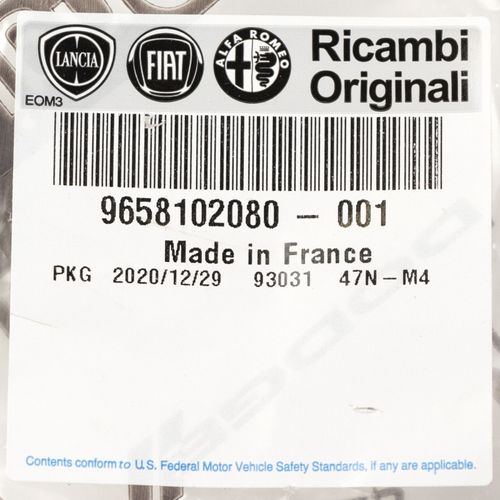 LANCIA
FIAT
ALFA ROMEO
Ricambi
Originali
EOM3
9658102080-001
Made in France
PKG 2020/12/29 93031 47N-M4
Contents conform to U.S. Federal Motor Vehicle Safety Standards, if any are applicable.